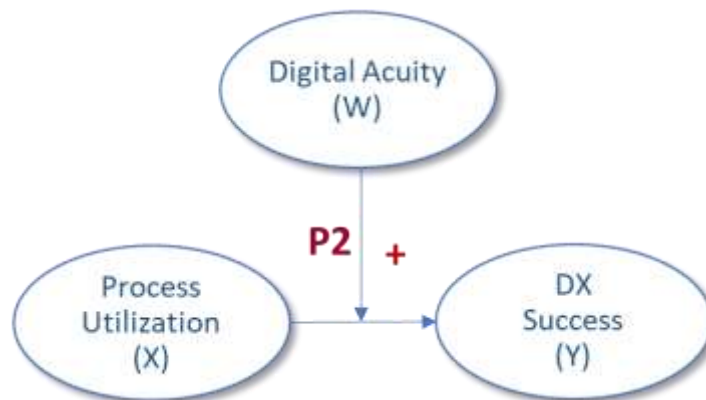 Digital Acuity
(W)
P2 +
Process
Utilization
(X)
DX
Success
(Y)